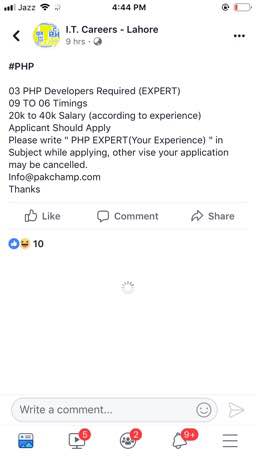 Jazz
4:44 PM
I.T. Careers - Lahore
9 hrs ·
#PHP
03 PHP Developers Required (EXPERT)
09 TO 06 Timings
20k to 40k Salary (according to experience)
Applicant Should Apply
Please write " PHP EXPERT(Your Experience) " in
Subject while applying, other vise your application
may be cancelled.
Info@pakchamp.com
Thanks
Like Comment Share
10
Write a comment...
5 2 9+